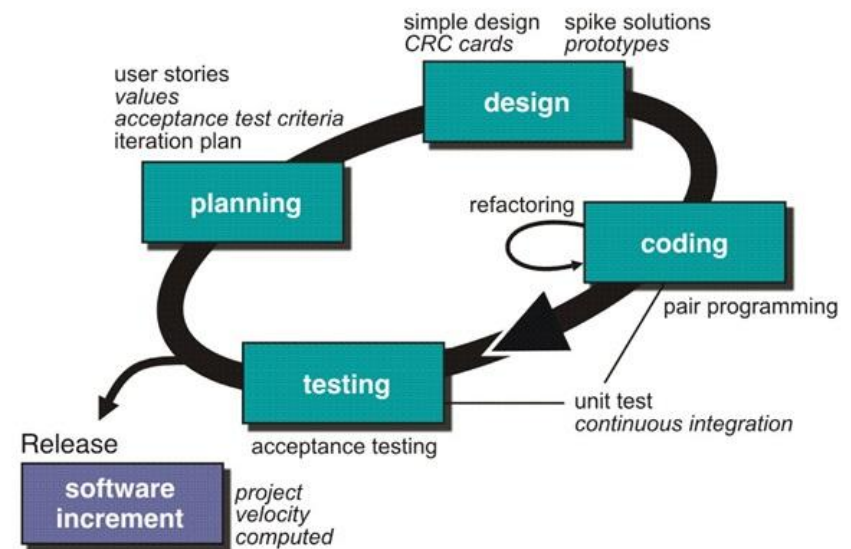 simple design
CRC cards
spike solutions
prototypes
design
user stories
values
acceptance test criteria
iteration plan
planning
refactoring
coding
pair programming
testing
unit test
continuous integration
acceptance testing
Release
software
increment
project
velocity
computed